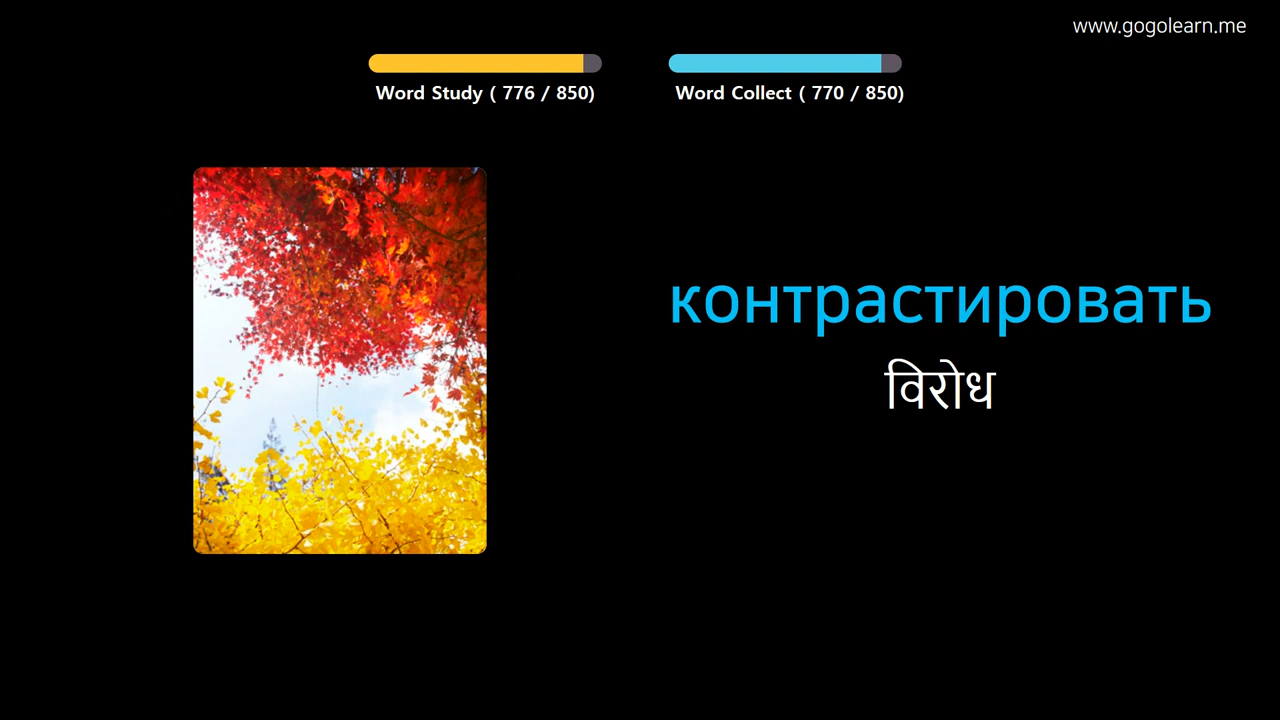 www.gogolearn.me
Word Study ( 776 / 850)
Word Collect ( 770 / 850)
контрастировать
विरोध